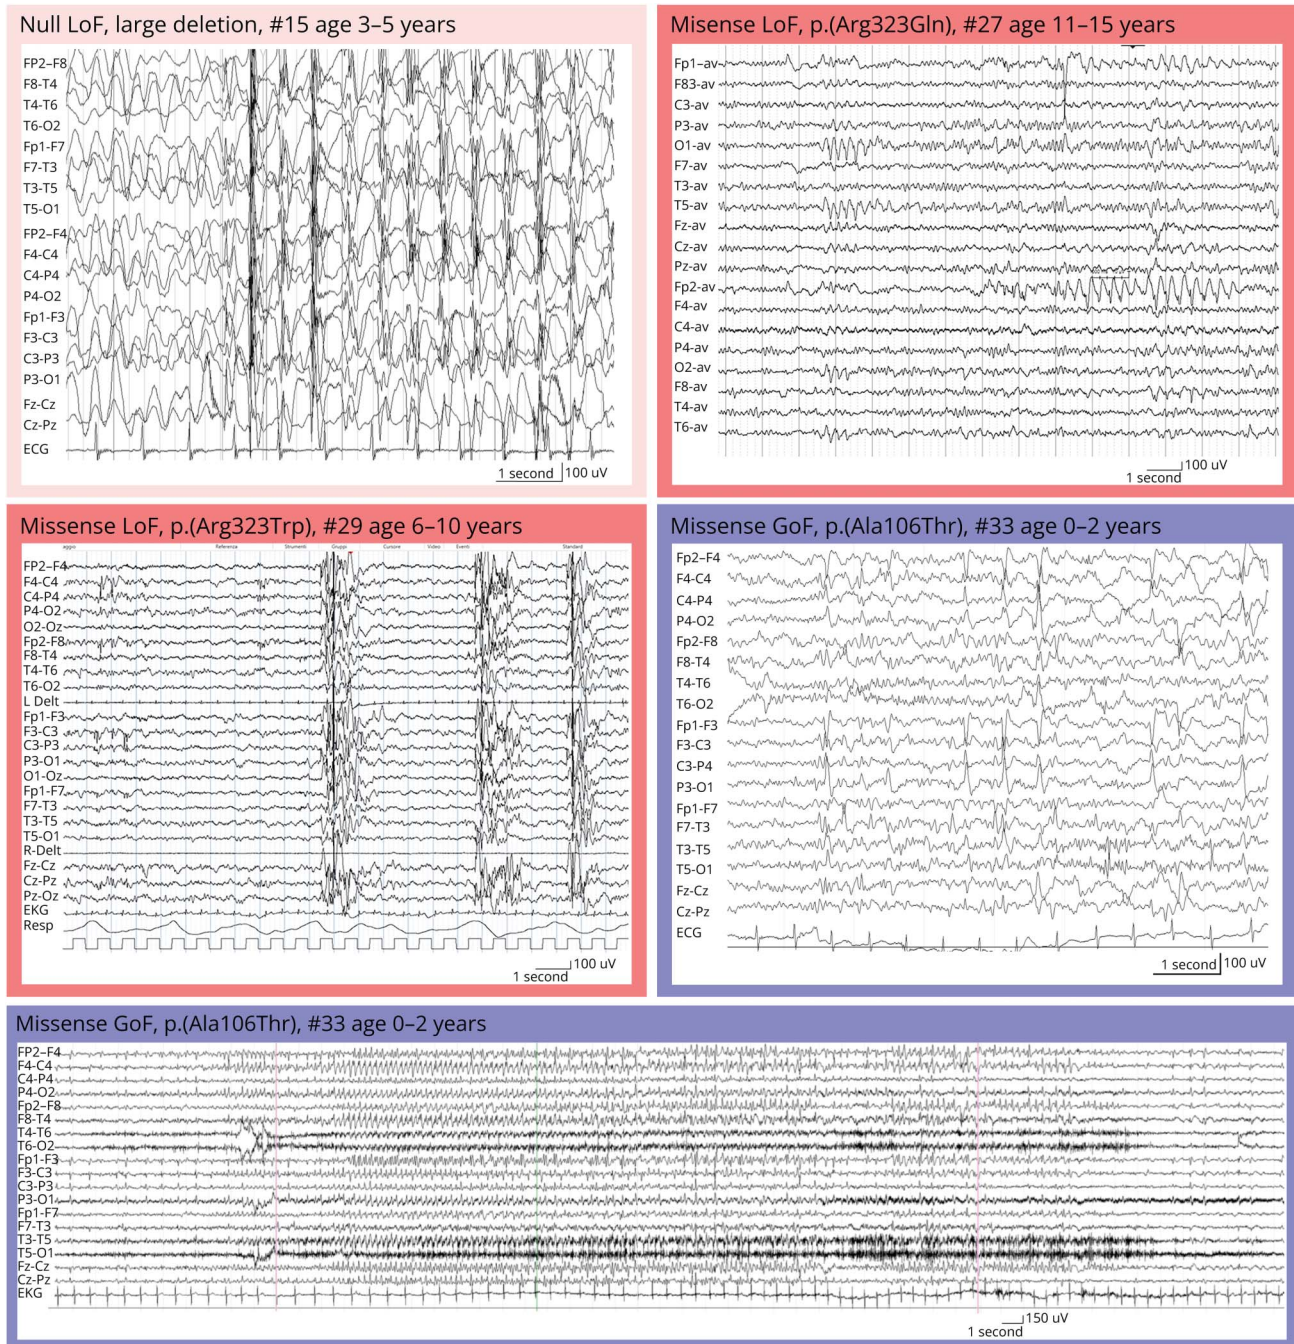 Null LoF, large deletion, #15 age 3–5 years
FP2–F8
F8-T4
T4-T6
T6-O2
Fp1-F7
F7-T3
T3-T5
T5-O1
FP2–F4
F4-C4
C4-P4
P4-O2
Fp1-F3
F3-C3
C3-P3
P3-O1
Fz-Cz
Cz-Pz
ECG
1 second 100 uV
Misense LoF, p.(Arg323Gln), #27 age 11–15 years
Fp1–av
F83-av
C3-av
P3-av
O1-av
F7-av
T3-av
T5-av
Fz-av
Cz-av
Pz-av
Fp2-av
F4-av
C4-av
P4-av
O2-av
F8-av
T4-av
T6-av
100 uV
1 second
Missense LoF, p.(Arg323Trp), #29 age 6–10 years
aggio Referenza Strumenti Gruppi Cursore Video Eventi Standard
FP2–F4
F4–C4
C4-P4
P4-O2
O2-Oz
Fp2-F8
F8-T4
T4-T6
T6-O2
L Delt
Fp1-F3
F3-C3
C3-P3
P3-O1
O1-Oz
Fp1-F7
F7-T3
T3-T5
T5-O1
R-Delt
Fz-Cz
Cz-Pz
Pz-Oz
EKG
Resp
100 uV
1 second
Missense GoF, p.(Ala106Thr), #33 age 0–2 years
Fp2–F4
F4-C4
C4-P4
P4-O2
Fp2-F8
F8-T4
T4-T6
T6-O2
Fp1-F3
F3-C3
C3-P4
P3-O1
Fp1-F7
F7-T3
T3-T5
T5-O1
Fz-Cz
Cz-Pz
ECG
1 second 100 uV
Missense GoF, p.(Ala106Thr), #33 age 0–2 years
FP2–F4
F4-C4
C4-P4
P4-O2
Fp2–F8
F8-T4
T4-T6
T6-O2
Fp1-F3
F3-C3
C3-P3
P3-O1
Fp1-F7
F7-T3
T3-T5
T5-O1
Fz-Cz
Cz-Pz
EKG
150 uV
1 second